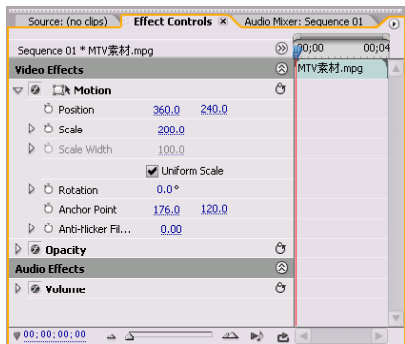 Source: (no clips) Effect Controls × Audio Mixer: Sequence 01
Sequence 01 * MTV素材.mpg 00;00 00;04
Video Effects MTV素材.mpg
Motion
Position 360.0 240.0
Scale 200.0
Scale Width 100.0
Uniform Scale
Rotation 0.0°
Anchor Point 176.0 120.0
Anti-flicker Fil... 0.00
Opacity
Audio Effects
Volume
00;00;00;00